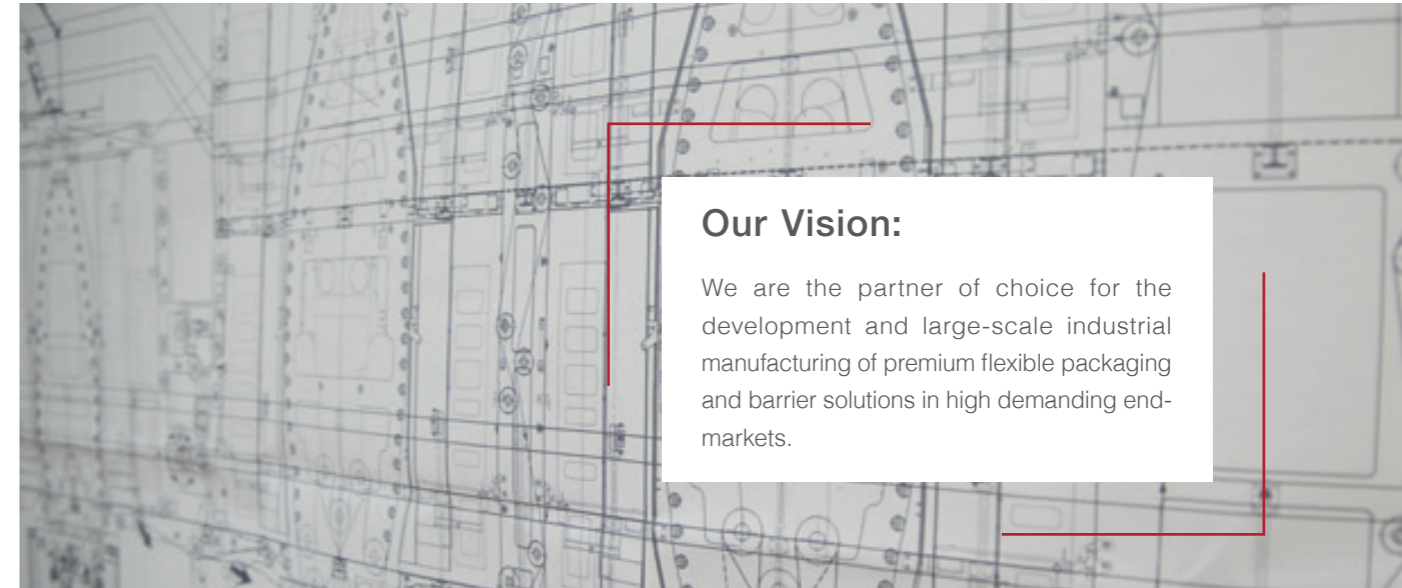 Our Vision:
We are the partner of choice for the
development and large-scale industrial
manufacturing of premium flexible packaging
and barrier solutions in high demanding end-
markets.